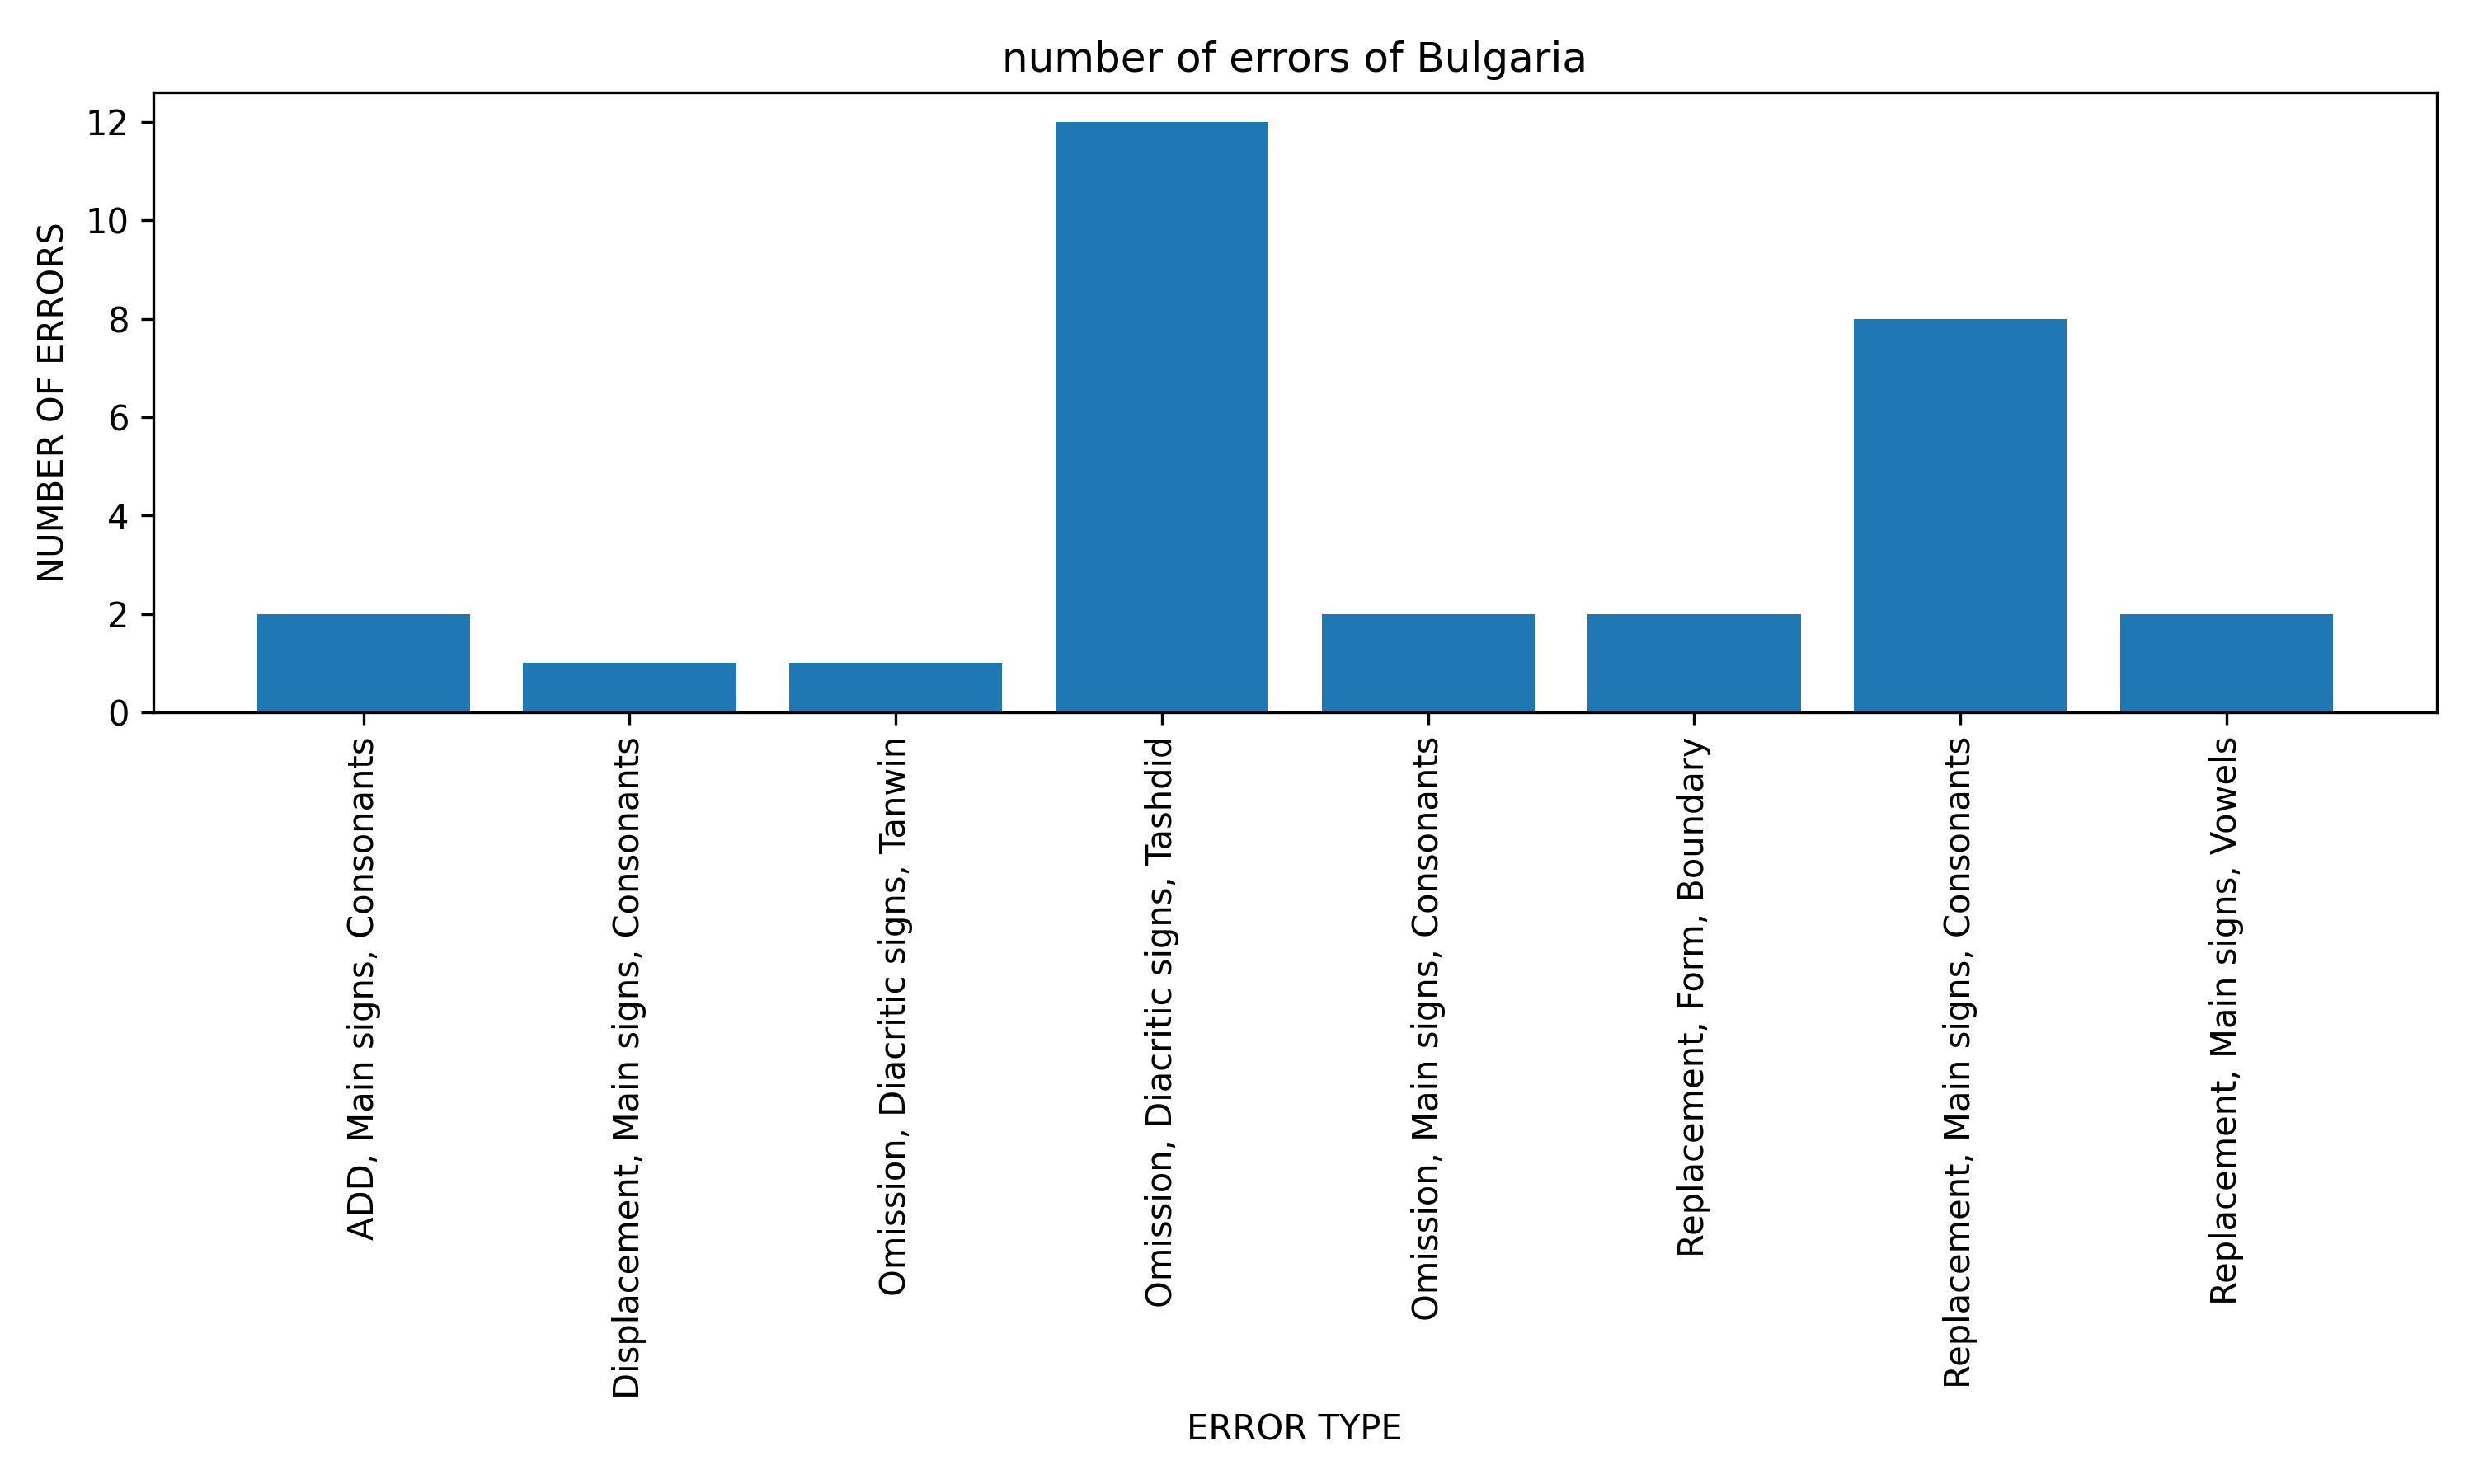 number of errors of Bulgaria
NUMBER OF ERRORS
12
10
8
6
4
2
0
ADD, Main signs, Consonants
Displacement, Main signs, Consonants
Omission, Diacritic signs, Tanwin
Omission, Diacritic signs, Tashdid
Omission, Main signs, Consonants
Replacement, Form, Boundary
Replacement, Main signs, Consonants
Replacement, Main signs, Vowels
ERROR TYPE